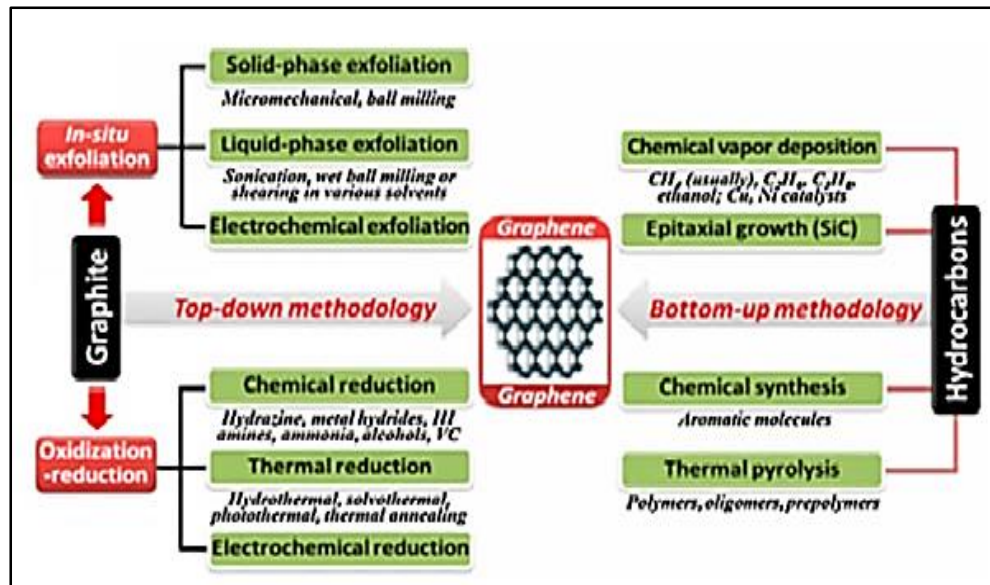 Solid-phase exfoliation
Micromechanical, ball milling
In-situ
exfoliation
Liquid-phase exfoliation
Sonication, wet ball milling or
shearing in various solvents
Electrochemical exfoliation
Graphite
Top-down methodology
Chemical reduction
Hydrazine, metal hydrides, HI
amines, ammonia, alcohols, VC
Oxidization
-reduction
Thermal reduction
Hydrothermal, solvothermal,
photothermal, thermal annealing
Electrochemical reduction
Graphene
Graphene
Chemical vapor deposition
(usually),
ethanol; Cu, Ni catalysts
Epitaxial growth (SiC)
Bottom-up methodology
Hydrocarbons
Chemical synthesis
Aromatic molecules
Thermal pyrolysis
Polymers, oligomers, prepolymers